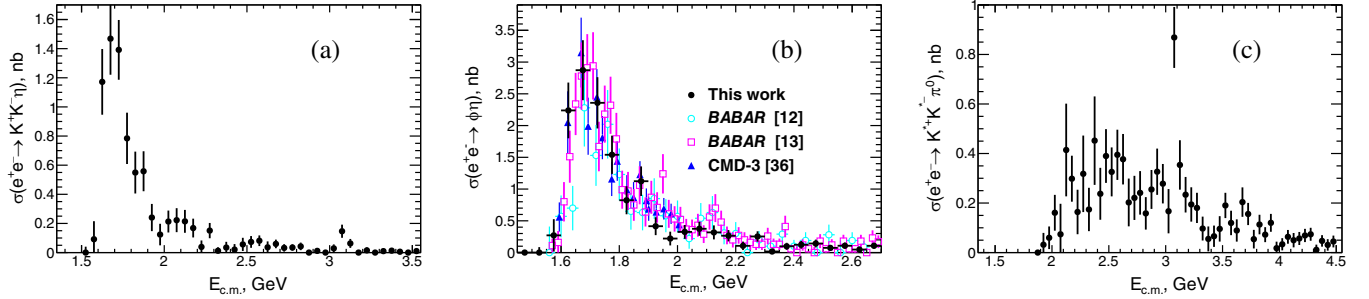 σ(e⁺e⁻→ K⁺K⁻η), nb
1.6
1.4
1.2
1
0.8
0.6
0.4
0.2
0
1.5 2 2.5 3 3.5
E_c.m., GeV
(a)
σ(e⁺e⁻→ φη), nb
3.5
3
2.5
2
1.5
1
0.5
0
1.6 1.8 2 2.2 2.4 2.6
E_c.m., GeV
(b)
This work
BABAR [12]
BABAR [13]
CMD-3 [36]
σ(e⁺e⁻→ K*⁺K*⁻π⁰), nb
1
0.8
0.6
0.4
0.2
0
1.5 2 2.5 3 3.5 4 4.5
E_c.m., GeV
(c)